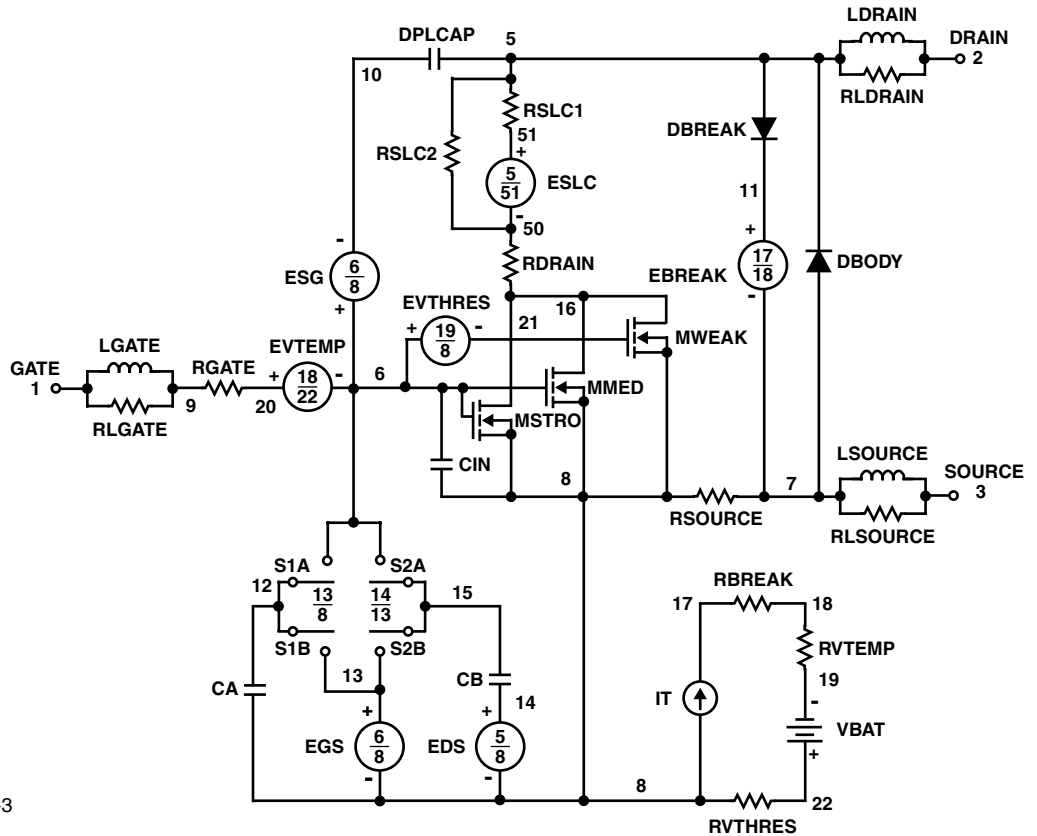 LDRAIN
DPLCAP 5 DRAIN
2
10
RLDRAIN
RSLC1
DBREAK
51
RSLC2 +
5
51
ESLC
11
-
50
- +
17
18
RDRAIN
6
8
ESG EBREAK DBODY
EVTHRES
+ 16 -
21
+ 19
8
-
MWEAK
LGATE EVTEMP
GATE RGATE 6
+ 18
22
- MMED
1
9 20
MSTRO
RLGATE
LSOURCE
CIN SOURCE
8 7 3
RSOURCE
RLSOURCE
S1A S2A
12 RBREAK
13
8
14
13
15
17 18
S1B S2B
RVTEMP
13 CB
CA 14 19
IT -
+ +
VBAT
EGS 6
8
EDS 5
8
+
- -
8
22
RVTHRES
3